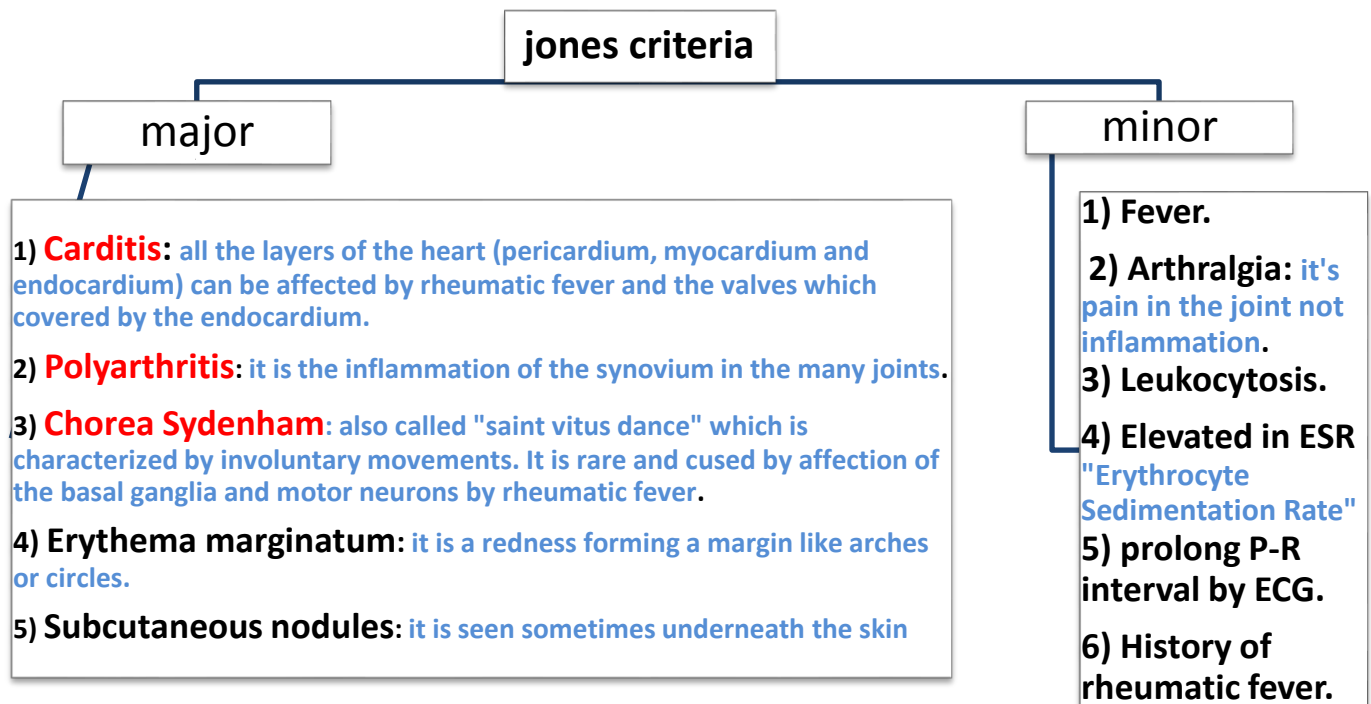 jones criteria
major
minor
1) Carditis: all the layers of the heart (pericardium, myocardium and
endocardium) can be affected by rheumatic fever and the valves which
covered by the endocardium.
2) Polyarthritis: it is the inflammation of the synovium in the many joints.
3) Chorea Sydenham: also called "saint vitus dance" which is
characterized by involuntary movements. It is rare and cused by affection of
the basal ganglia and motor neurons by rheumatic fever.
4) Erythema marginatum: it is a redness forming a margin like arches
or circles.
5) Subcutaneous nodules: it is seen sometimes underneath the skin
1) Fever.
2) Arthralgia: it's
pain in the joint not
inflammation.
3) Leukocytosis.
4) Elevated in ESR
"Erythrocyte
Sedimentation Rate"
5) prolong P-R
interval by ECG.
6) History of
rheumatic fever.